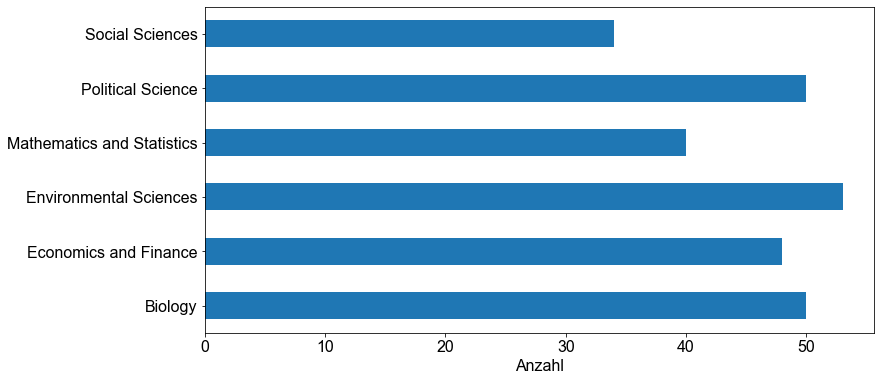 Social Sciences
Political Science
Mathematics and Statistics
Environmental Sciences
Economics and Finance
Biology
0 10 20 30 40 50
Anzahl